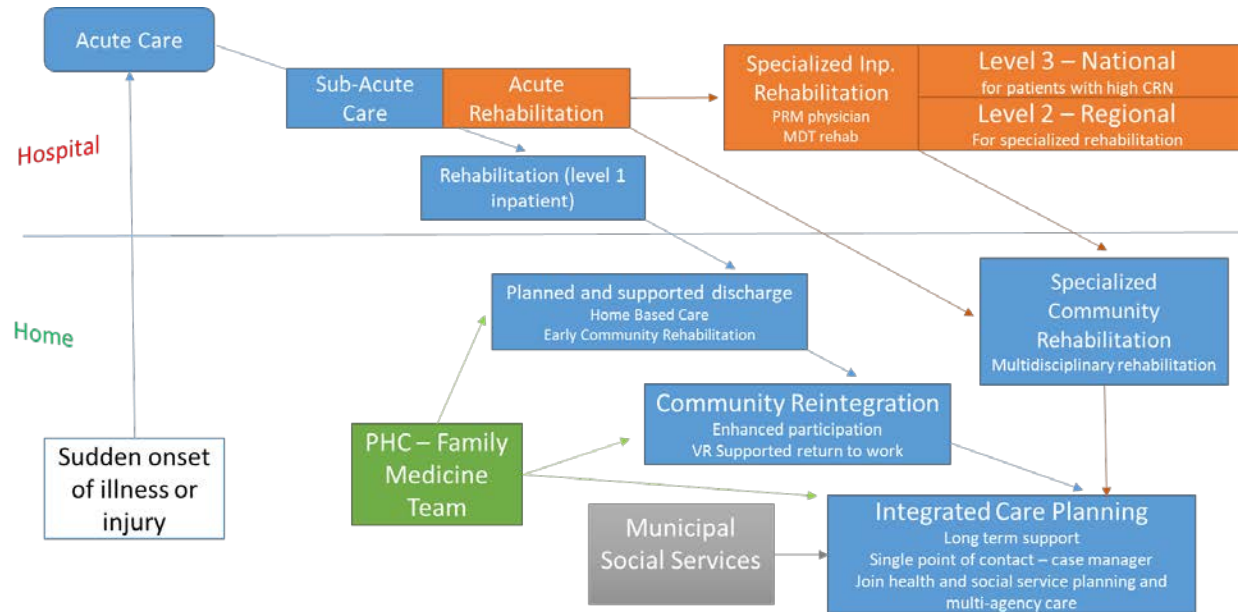 Acute Care
Sub-Acute
Care
Acute
Rehabilitation
Specialized Inp.
Rehabilitation
PRM physician
MDT rehab
Level 3 – National
for patients with high CRN
Level 2 – Regional
For specialized rehabilitation
Hospital
Rehabilitation (level 1
inpatient)
Home
Planned and supported discharge
Home Based Care
Early Community Rehabilitation
Specialized
Community
Rehabilitation
Multidisciplinary rehabilitation
Community Reintegration
Enhanced participation
VR Supported return to work
PHC – Family
Medicine
Team
Sudden onset
of illness or
injury
Municipal
Social Services
Integrated Care Planning
Long term support
Single point of contact – case manager
Join health and social service planning and
multi-agency care